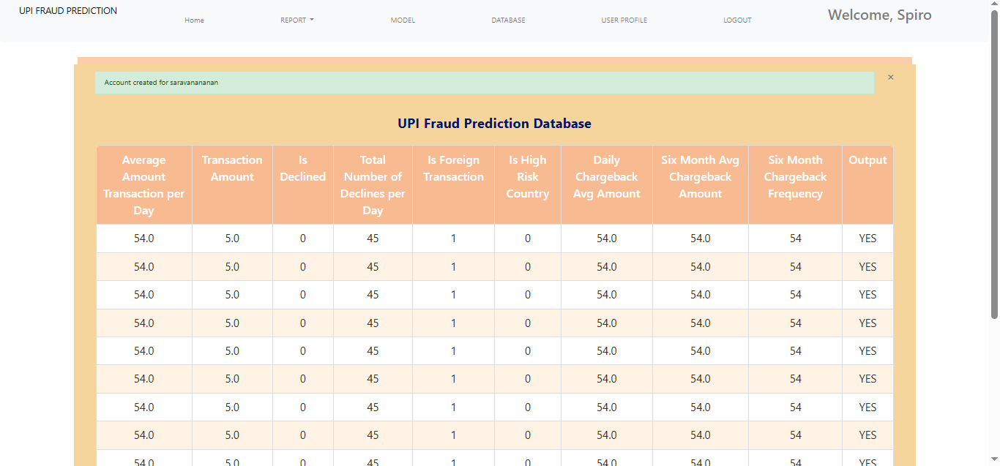 UPI FRAUD PREDICTION
Home REPORT MODEL DATABASE USER PROFILE LOGOUT Welcome, Spiro
Account created for saravanananan ×
UPI Fraud Prediction Database
Average Amount Transaction per Day Transaction Amount Is Declined Total Number of Declines per Day Is Foreign Transaction Is High Risk Country Daily Chargeback Avg Amount Six Month Avg Chargeback Amount Six Month Chargeback Frequency Output
54.0 5.0 0 45 1 0 54.0 54.0 54 YES
54.0 5.0 0 45 1 0 54.0 54.0 54 YES
54.0 5.0 0 45 1 0 54.0 54.0 54 YES
54.0 5.0 0 45 1 0 54.0 54.0 54 YES
54.0 5.0 0 45 1 0 54.0 54.0 54 YES
54.0 5.0 0 45 1 0 54.0 54.0 54 YES
54.0 5.0 0 45 1 0 54.0 54.0 54 YES
54.0 5.0 0 45 1 0 54.0 54.0 54 YES
54.0 5.0 0 45 1 0 54.0 54.0 54 YES